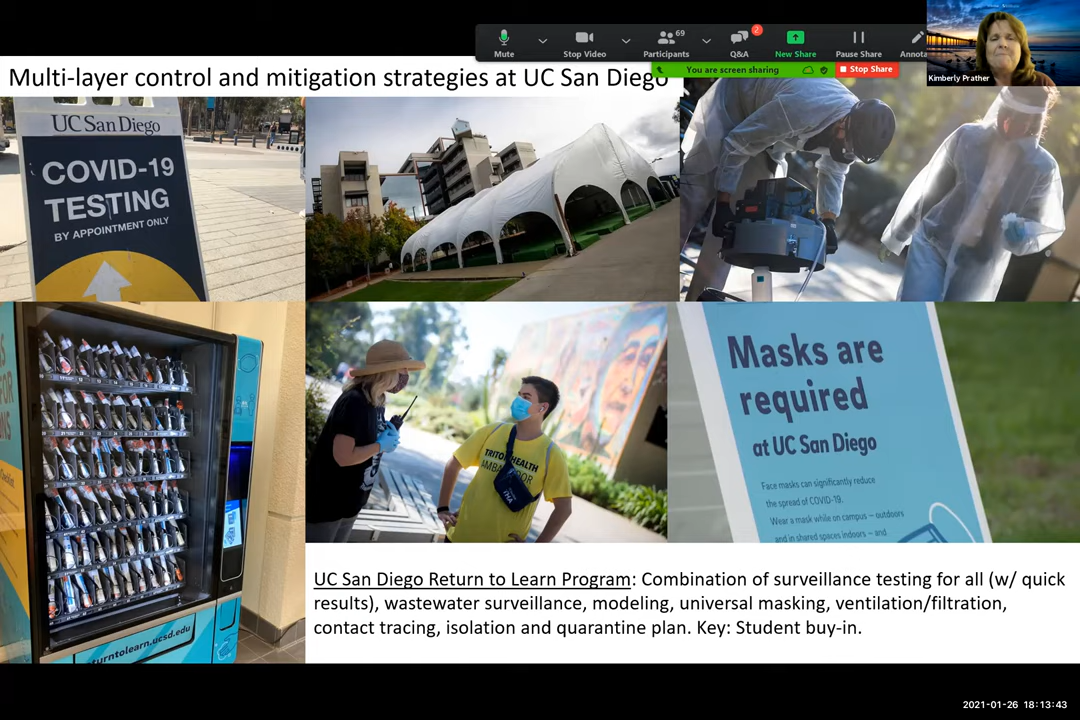 Mute
Stop Video
Participants
69
Q&A
2
New Share
Pause Share
Annota
You are screen sharing
Stop Share
Kimberly Prather
Multi-layer control and mitigation strategies at UC San Diego
UC San Diego
COVID-19
TESTING
BY APPOINTMENT ONLY
TRITON HEALTH
AMBASSADOR
Masks are
required
at UC San Diego
Face masks can significantly reduce
the spread of COVID-19.
Wear a mask while on campus – outdoors
and in shared spaces indoors – and
turntolearn.ucsd.edu
UC San Diego Return to Learn Program: Combination of surveillance testing for all (w/ quick
results), wastewater surveillance, modeling, universal masking, ventilation/filtration,
contact tracing, isolation and quarantine plan. Key: Student buy-in.
2021-01-26 18:13:43